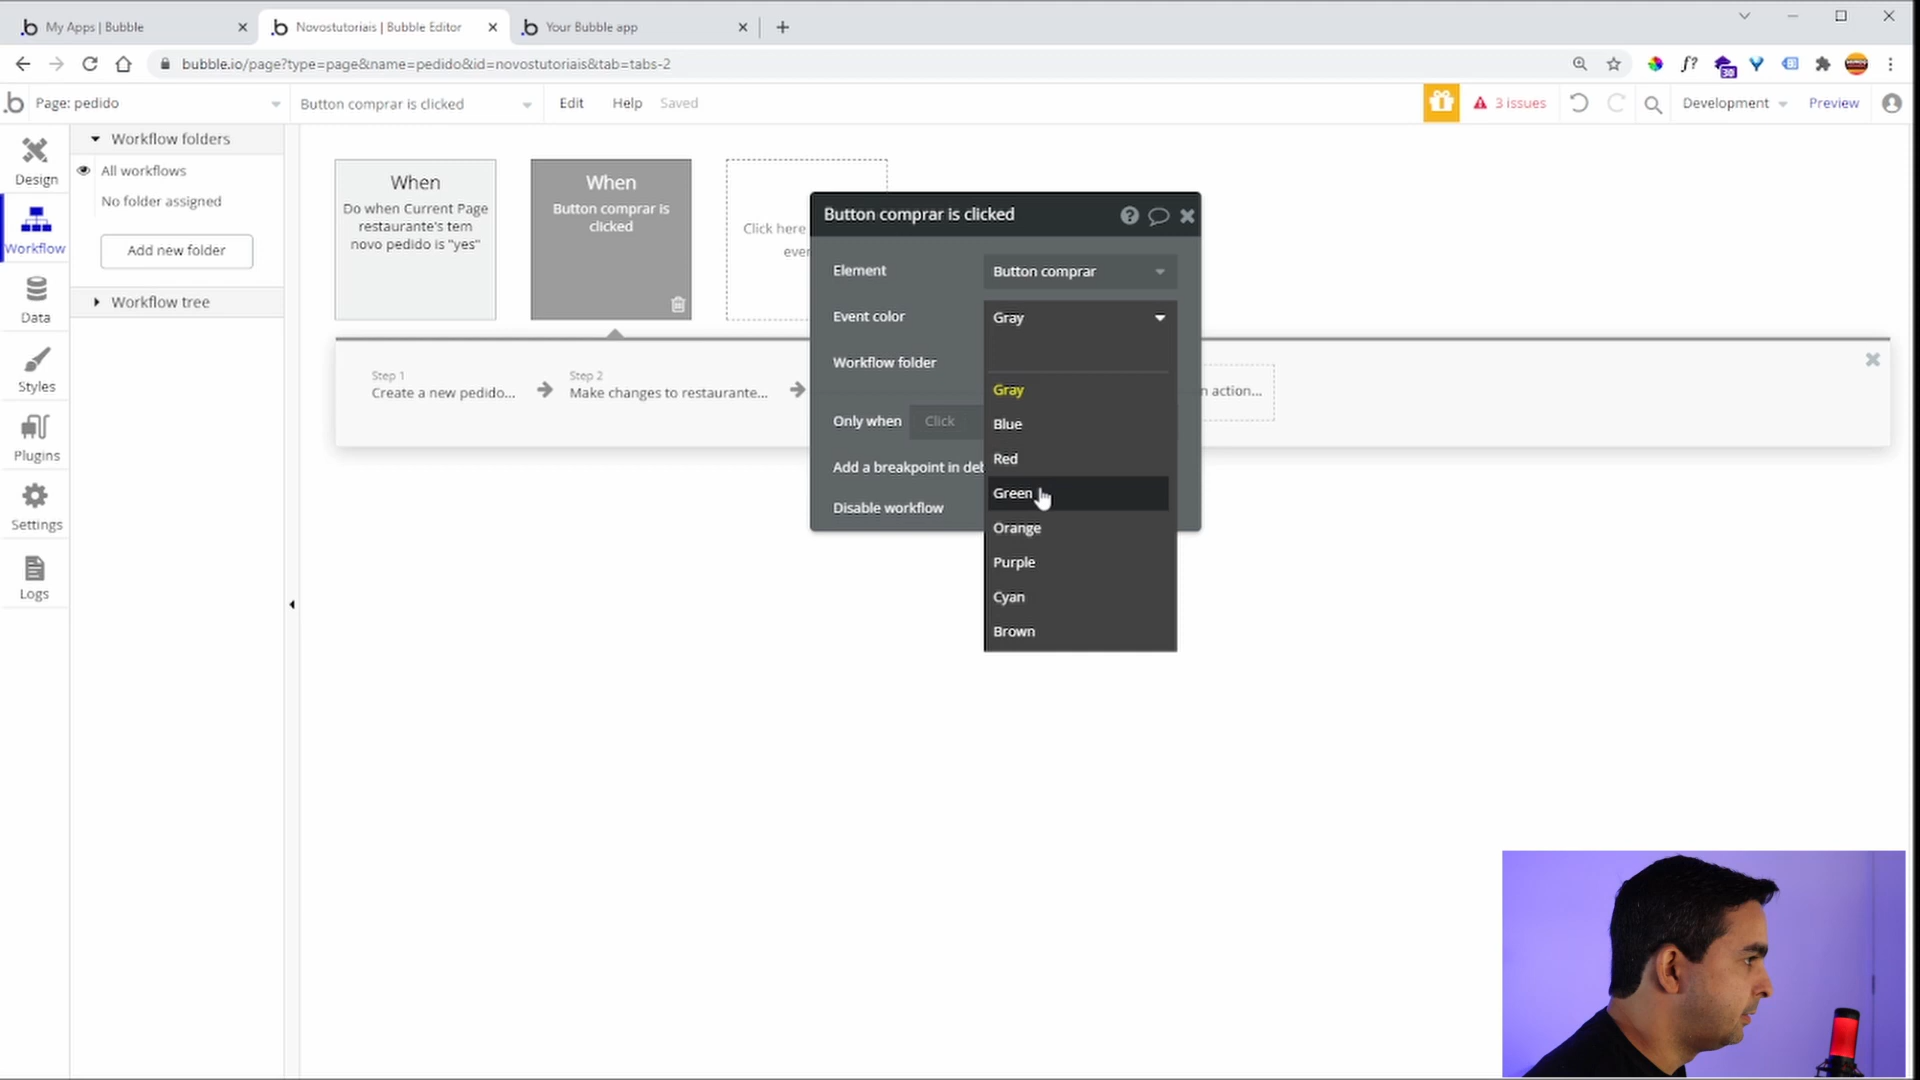 My Apps | Bubble
Novostutoriais | Bubble Editor
Your Bubble app
bubble.io/page?type=page&name=pedido&id=novostutoriais&tab=tabs-2
f?
30
Page: pedido
Button comprar is clicked
Edit
Help
Saved
3 issues
Development
Preview
Design
Workflow
Data
Styles
Plugins
Settings
Logs
Workflow folders
All workflows
No folder assigned
Add new folder
Workflow tree
When
Do when Current Page
restaurante's tem
novo pedido is "yes"
When
Button comprar is
clicked
Click here
Step 1
Create a new pedido...
Step 2
Make changes to restaurante...
action...
Button comprar is clicked
Element
Button comprar
Event color
Gray
Workflow folder
Only when
Click
Add a breakpoint in
Disable workflow
Gray
Blue
Red
Green
Orange
Purple
Cyan
Brown